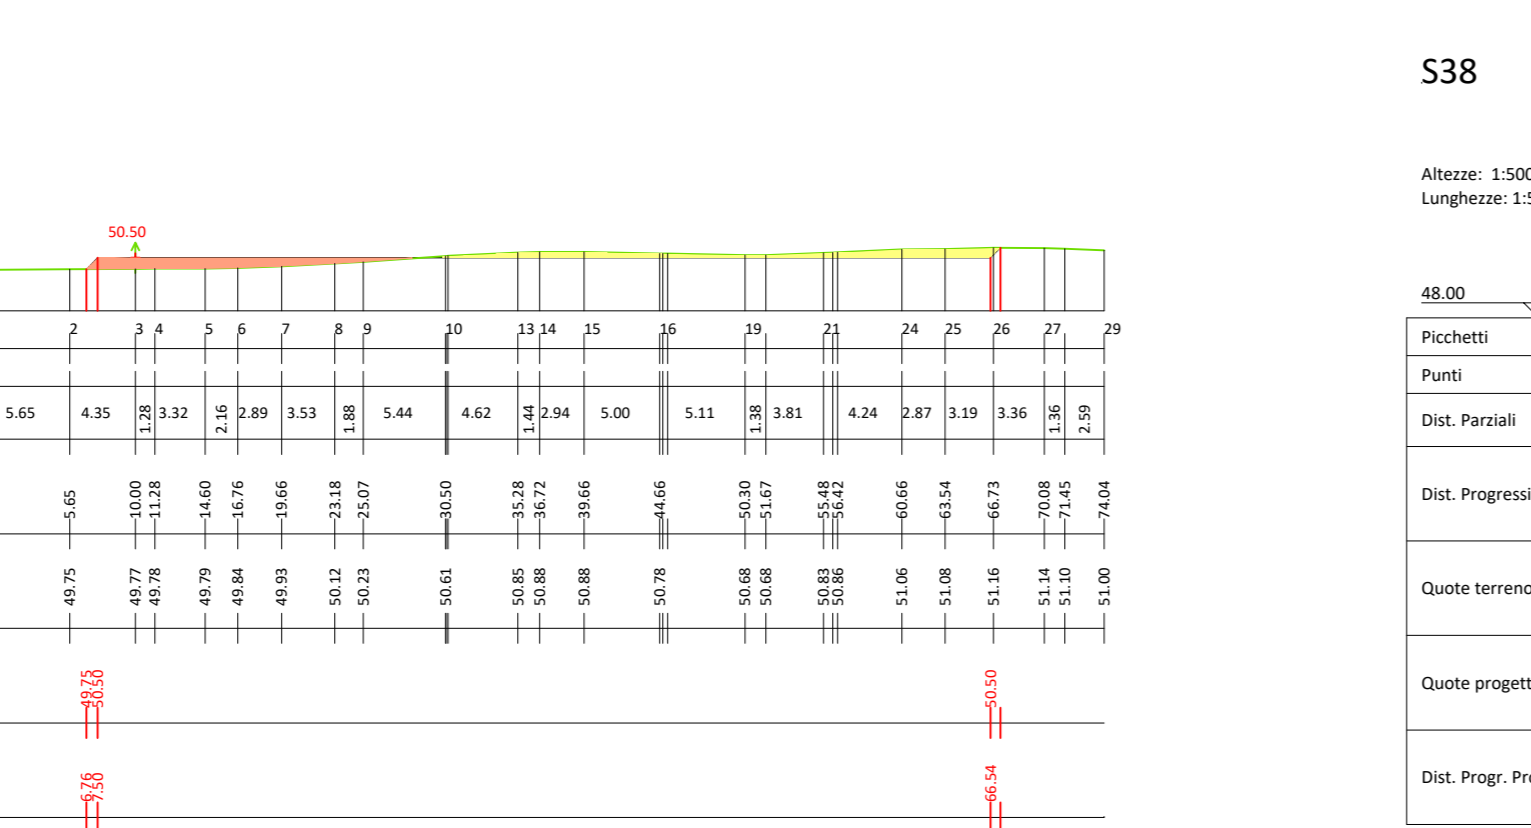 S38
Altezze: 1:500
Lunghezze: 1:5
50.50
48.00
2 3 4 5 6 7 8 9 10 13 14 15 16 19 21 24 25 26 27 29
Picchetti
Punti
5.65 4.35 1.28 3.32 2.16 2.89 3.53 1.88 5.44 4.62 1.44 2.94 5.00 5.11 1.38 3.81 4.24 2.87 3.19 3.36 1.36 2.59
Dist. Parziali
5.65 10.00 11.28 14.60 16.76 19.66 23.18 25.07 30.50 35.28 36.72 39.66 44.66 50.30 51.67 55.48 56.42 60.66 63.54 66.73 70.08 71.45 74.04
Dist. Progressi
49.75 49.77 49.78 49.79 49.84 49.93 50.12 50.23 50.61 50.85 50.88 50.88 50.78 50.68 50.68 50.83 50.86 51.06 51.08 51.16 51.14 51.10 51.00
Quote terreno
49.75 50.50 50.50
Quote progett
6.76 7.50 66.54
Dist. Progr. Pro